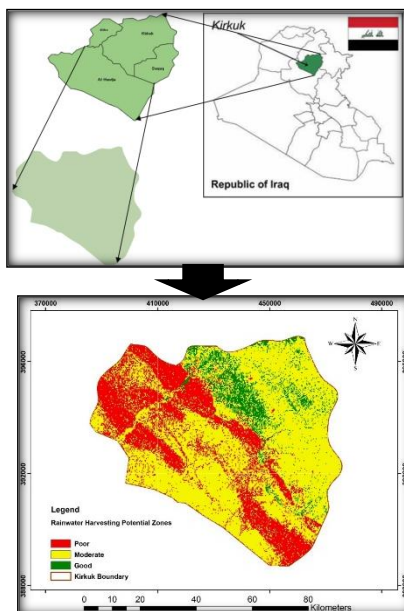 Kirkuk
Kirkuk
Daquq
Al-Hawija
Republic of Iraq
370000 410000 450000 490000
N
W E
S
Legend
Rainwater Harvesting Potential Zones
Poor
Moderate
Good
Kirkuk Boundary
0 10 20 40 60 80
Kilometers